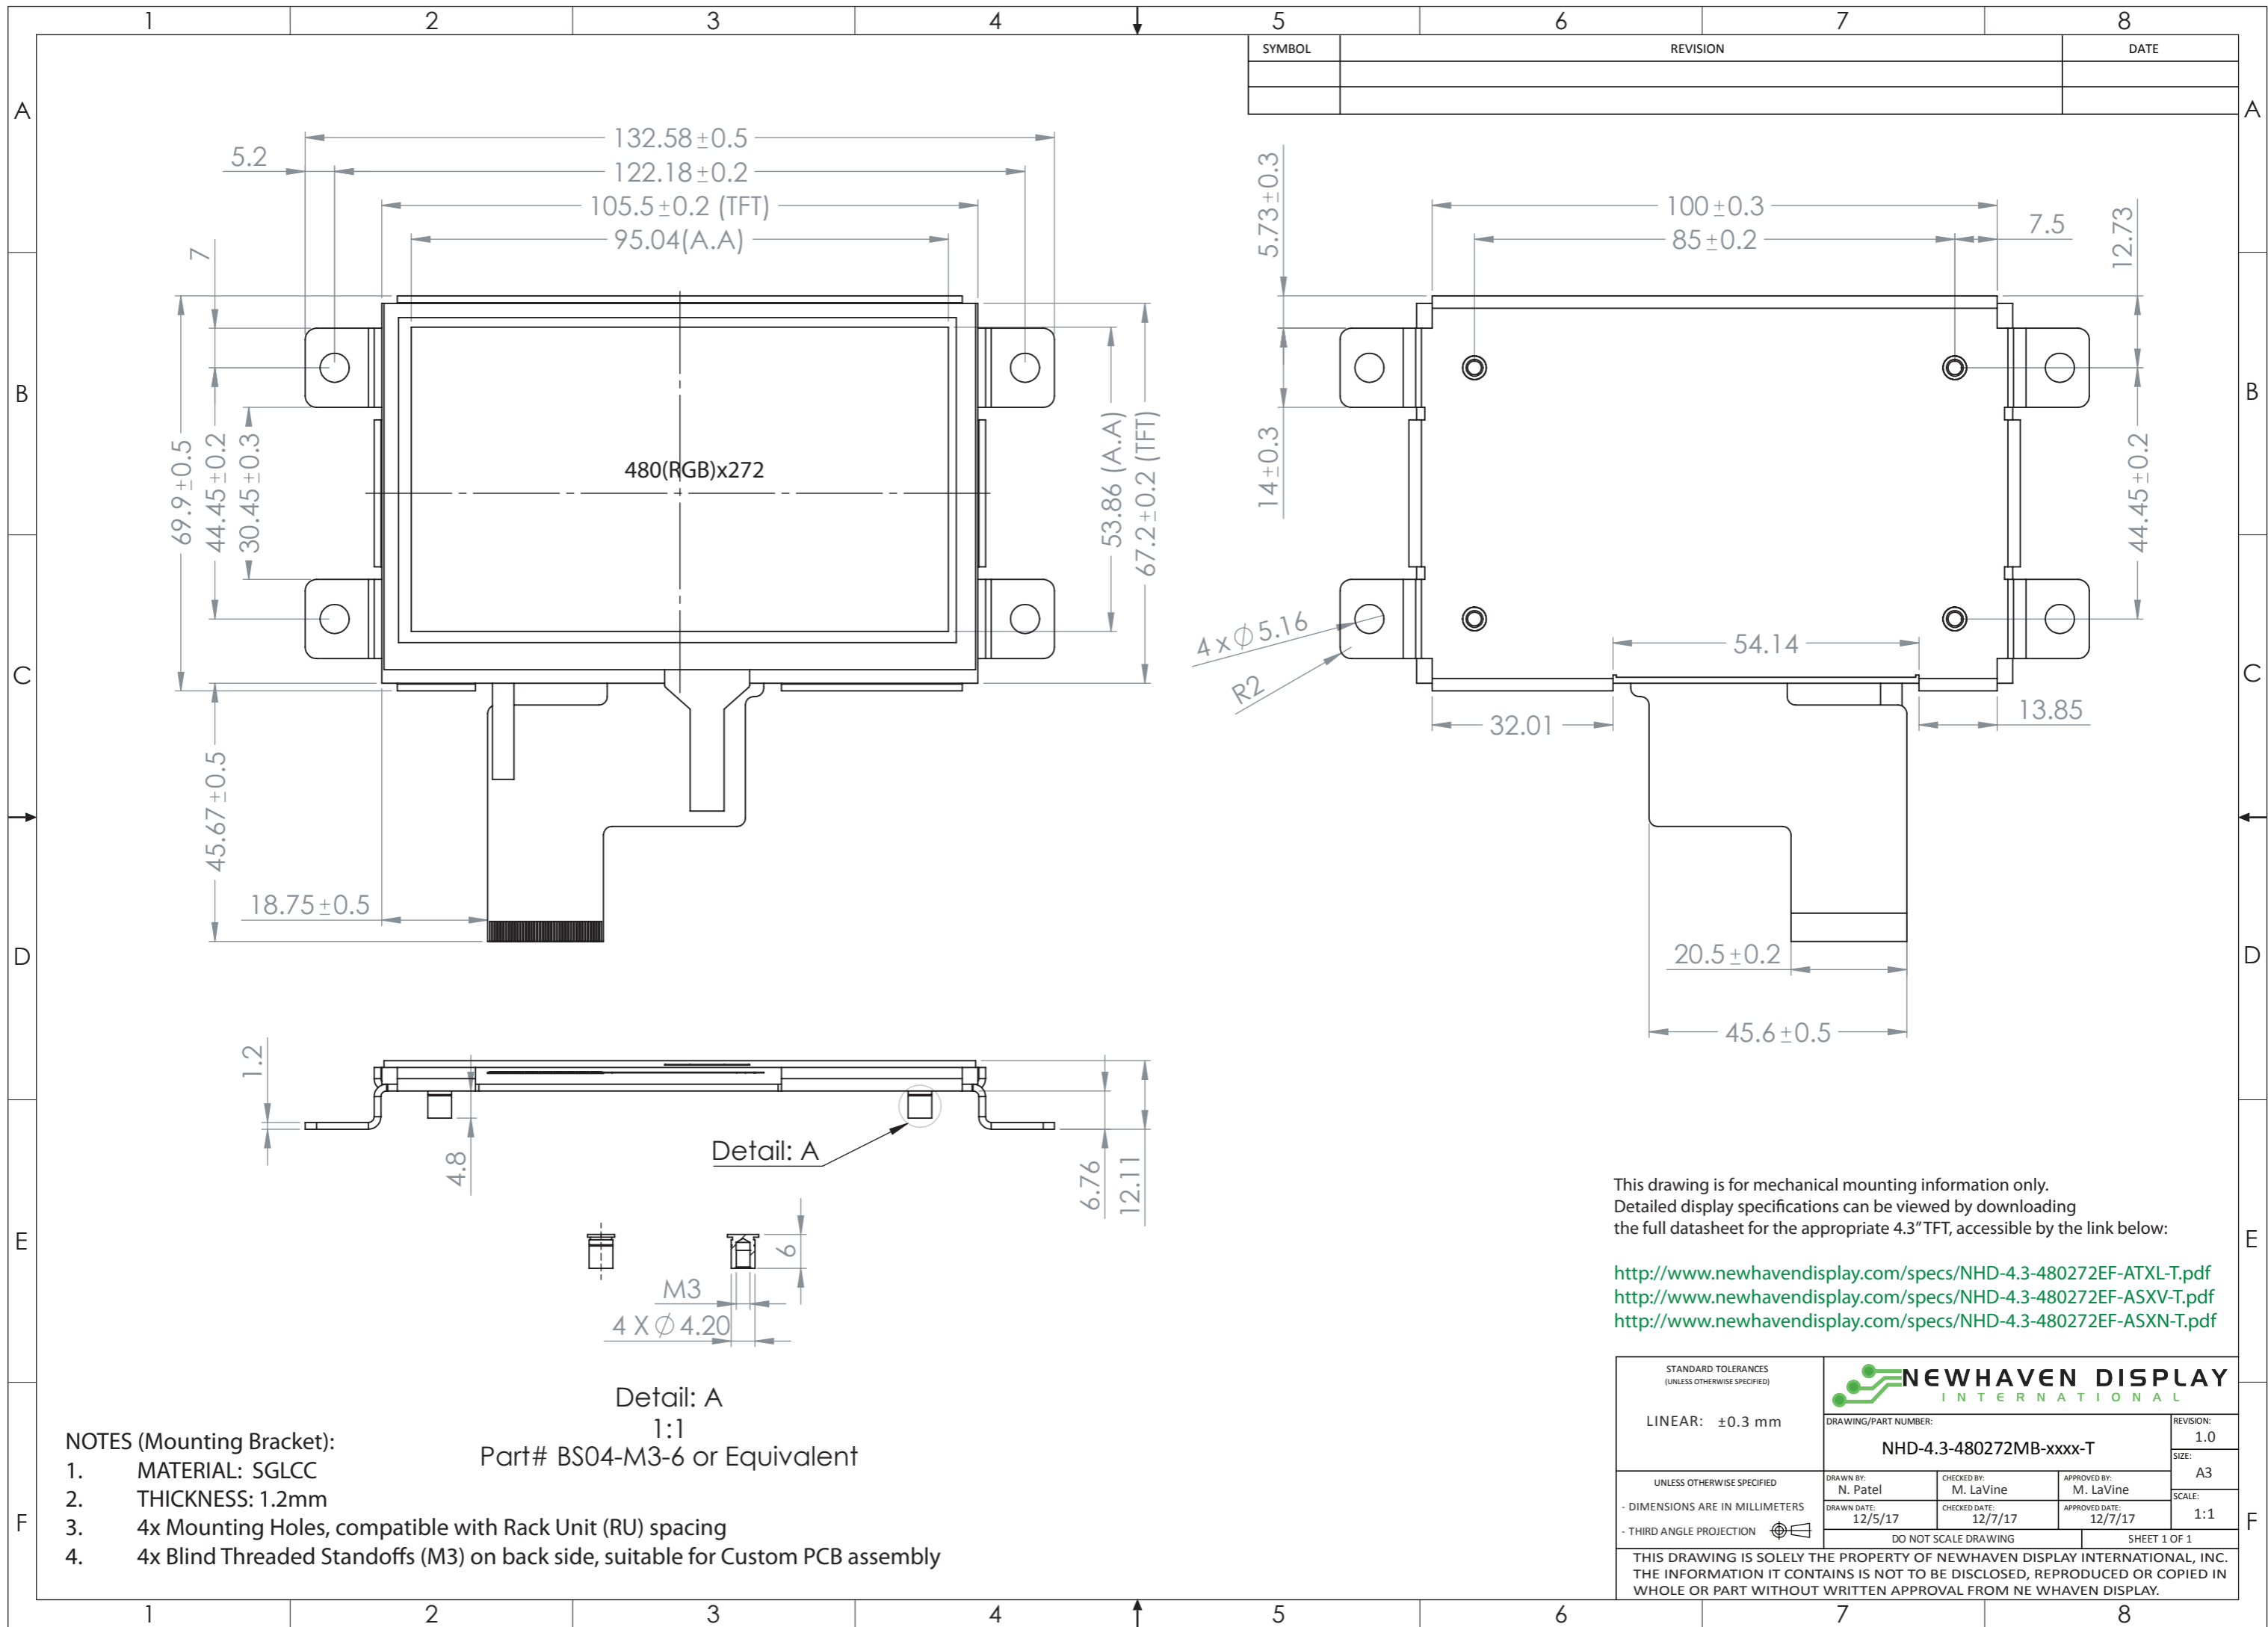 1 2 3 4 5 6 7 8
SYMBOL REVISION DATE
A A
B B
C C
D D
E E
F F
132.58±0.5
5.2
122.18±0.2
105.5±0.2 (TFT)
95.04(A.A)
7
69.9±0.5
44.45±0.2
30.45±0.3
480(RGB)x272
53.86 (A.A)
67.2±0.2 (TFT)
45.67±0.5
18.75±0.5
5.73±0.3
100±0.3
85±0.2
7.5
12.73
14±0.3
44.45±0.2
4 x Ø 5.16
R2
54.14
32.01
13.85
20.5±0.2
45.6±0.5
1.2
4.8
Detail: A
6.76
12.11
6
M3
4 X Ø 4.20
Detail: A
1:1
Part# BS04-M3-6 or Equivalent
NOTES (Mounting Bracket):
1. MATERIAL: SGLCC
2. THICKNESS: 1.2mm
3. 4x Mounting Holes, compatible with Rack Unit (RU) spacing
4. 4x Blind Threaded Standoffs (M3) on back side, suitable for Custom PCB assembly
This drawing is for mechanical mounting information only.
Detailed display specifications can be viewed by downloading
the full datasheet for the appropriate 4.3" TFT, accessible by the link below:
http://www.newhavendisplay.com/specs/NHD-4.3-480272EF-ATXL-T.pdf
http://www.newhavendisplay.com/specs/NHD-4.3-480272EF-ASXV-T.pdf
http://www.newhavendisplay.com/specs/NHD-4.3-480272EF-ASXN-T.pdf
STANDARD TOLERANCES
(UNLESS OTHERWISE SPECIFIED)
LINEAR: ±0.3 mm
NEWHAVEN DISPLAY
INTERNATIONAL
DRAWING/PART NUMBER:
NHD-4.3-480272MB-xxxx-T
REVISION:
1.0
SIZE:
A3
SCALE:
1:1
UNLESS OTHERWISE SPECIFIED
- DIMENSIONS ARE IN MILLIMETERS
- THIRD ANGLE PROJECTION
DRAWN BY: CHECKED BY: APPROVED BY:
N. Patel M. LaVine M. LaVine
DRAWN DATE: CHECKED DATE: APPROVED DATE:
12/5/17 12/7/17 12/7/17
DO NOT SCALE DRAWING SHEET 1 OF 1
THIS DRAWING IS SOLELY THE PROPERTY OF NEWHAVEN DISPLAY INTERNATIONAL, INC.
THE INFORMATION IT CONTAINS IS NOT TO BE DISCLOSED, REPRODUCED OR COPIED IN
WHOLE OR PART WITHOUT WRITTEN APPROVAL FROM NE WHAVEN DISPLAY.
1 2 3 4 5 6 7 8